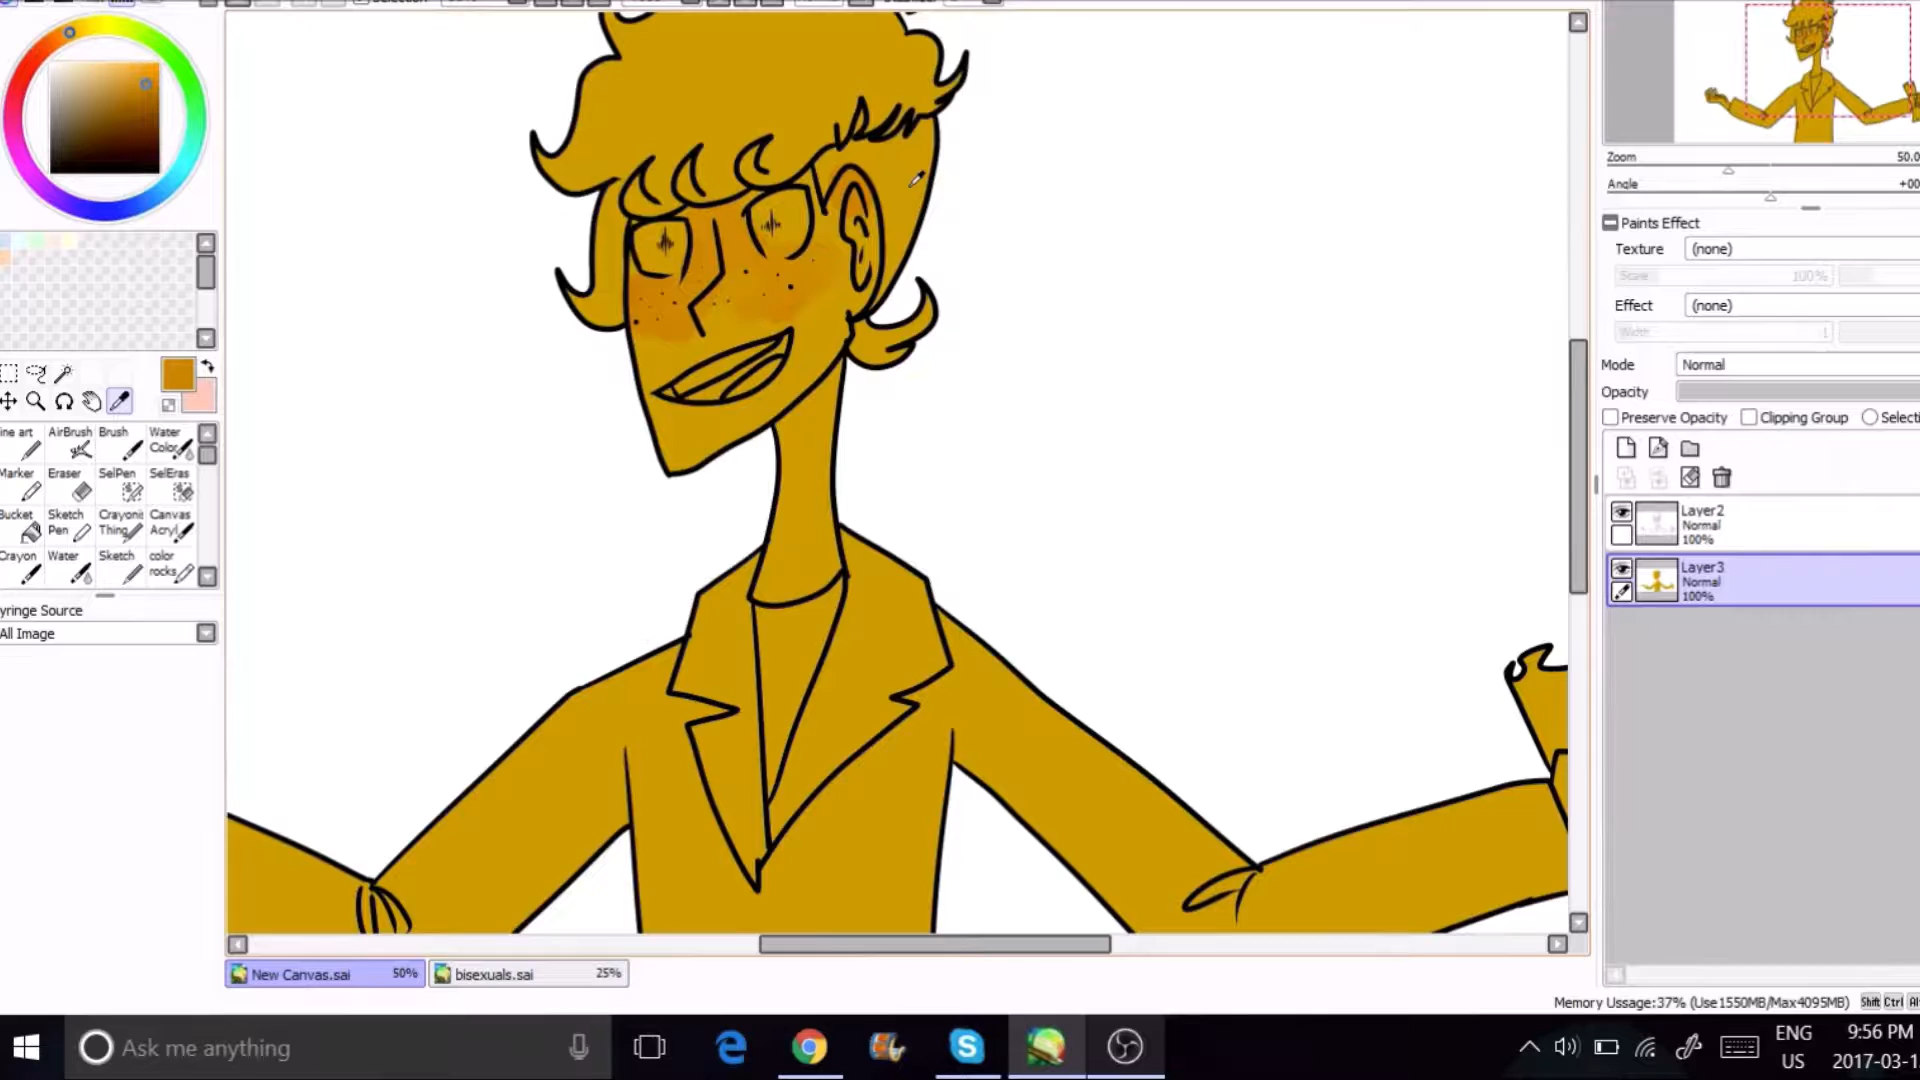 Zoom 50.0
Angle +00
Paints Effect
Texture (none)
Scale 100%
Effect (none)
Width 1
Mode Normal
Opacity
Preserve Opacity Clipping Group Selecti
ine art AirBrush Brush Water Color
Marker Eraser SelPen SelEras
Bucket Sketch Pen Crayonis Thing Canvas Acryl
Crayon Water Sketch color rocks
yringe Source
All Image
Layer2
Normal
100%
Layer3
Normal
100%
New Canvas.sai 50% bisexuals.sai 25%
Memory Ussage:37% (Use1550MB/Max4095MB) Shift Ctrl Al
Ask me anything
ENG 9:56 PM
US 2017-03-1